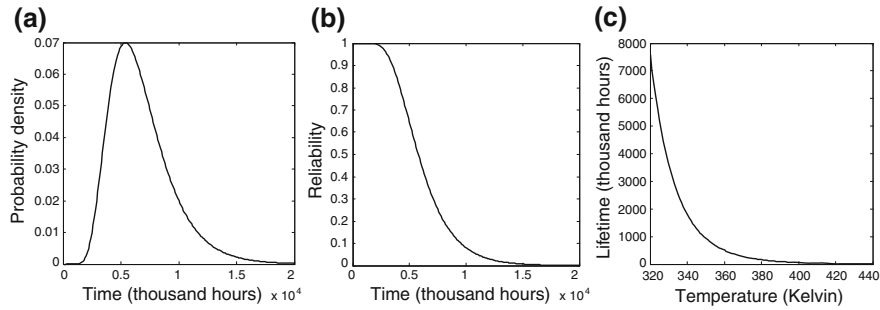 (a)
Probability density
0.07
0.06
0.05
0.04
0.03
0.02
0.01
0
0 0.5 1 1.5 2
Time (thousand hours) × 10⁴
(b)
Reliability
1
0.9
0.8
0.7
0.6
0.5
0.4
0.3
0.2
0.1
0
0 0.5 1 1.5 2
Time (thousand hours) × 10⁴
(c)
Lifetime (thousand hours)
8000
7000
6000
5000
4000
3000
2000
1000
0
320 340 360 380 400 420 440
Temperature (Kelvin)